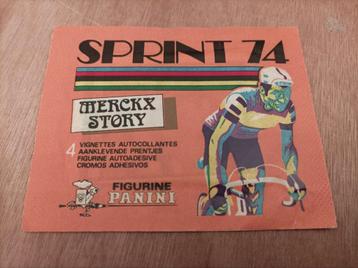 SPRINT 74
MERCKX
STORY
4 VIGNETTES AUTOCOLLANTES
AANKLEVENDE PRENTJES
FIGURINE AUTOADESIVE
CROMOS ADHESIVOS
FIGURINE
PANINI